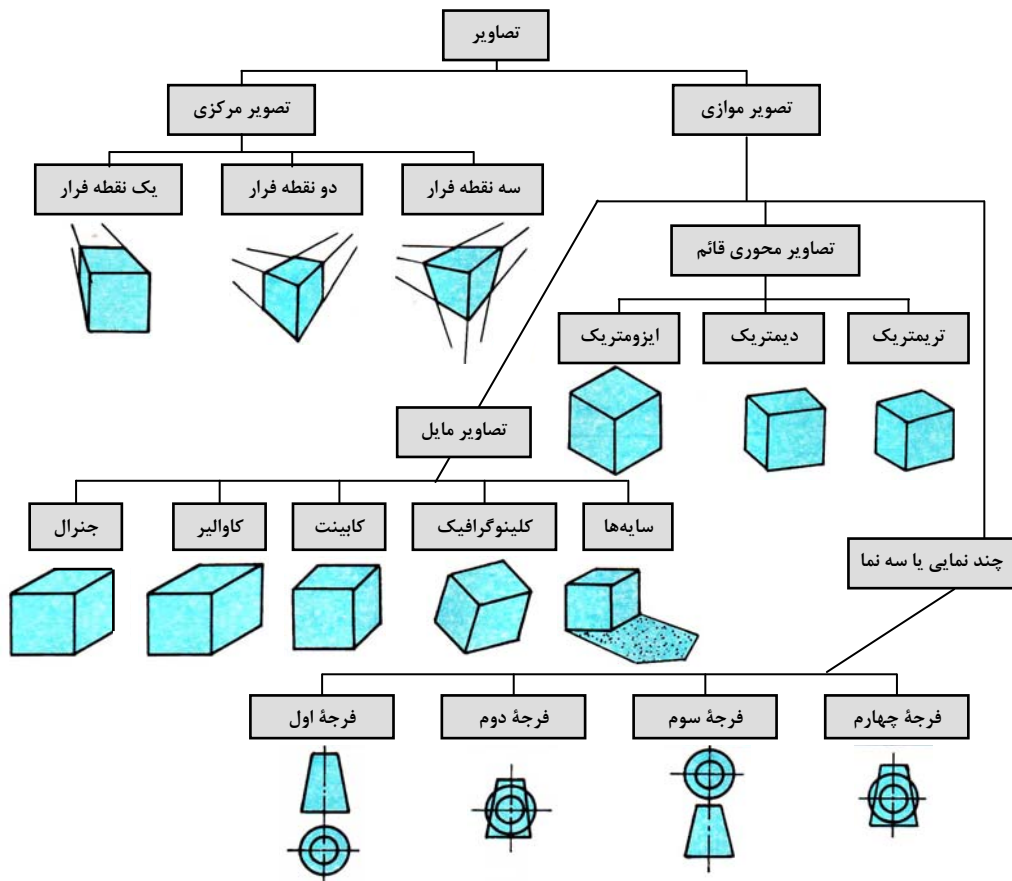 تصاویر
تصویر موازی
تصویر مرکزی
سه نقطه فرار
دو نقطه فرار
یک نقطه فرار
تصاویر محوری قائم
تریمتریک
دیمتریک
ایزومتریک
تصاویر مایل
سایه‌ها
کلینوگرافیک
کابینت
کاوالیر
جنرال
چند نمایی یا سه نما
فرجهٔ چهارم
فرجهٔ سوم
فرجهٔ دوم
فرجهٔ اول